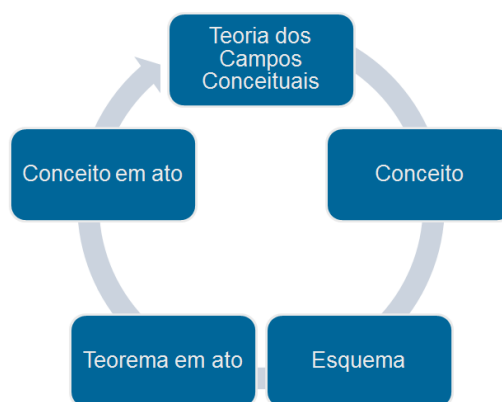 Teoria dos
Campos
Conceituais
Conceito
Esquema
Teorema em ato
Conceito em ato